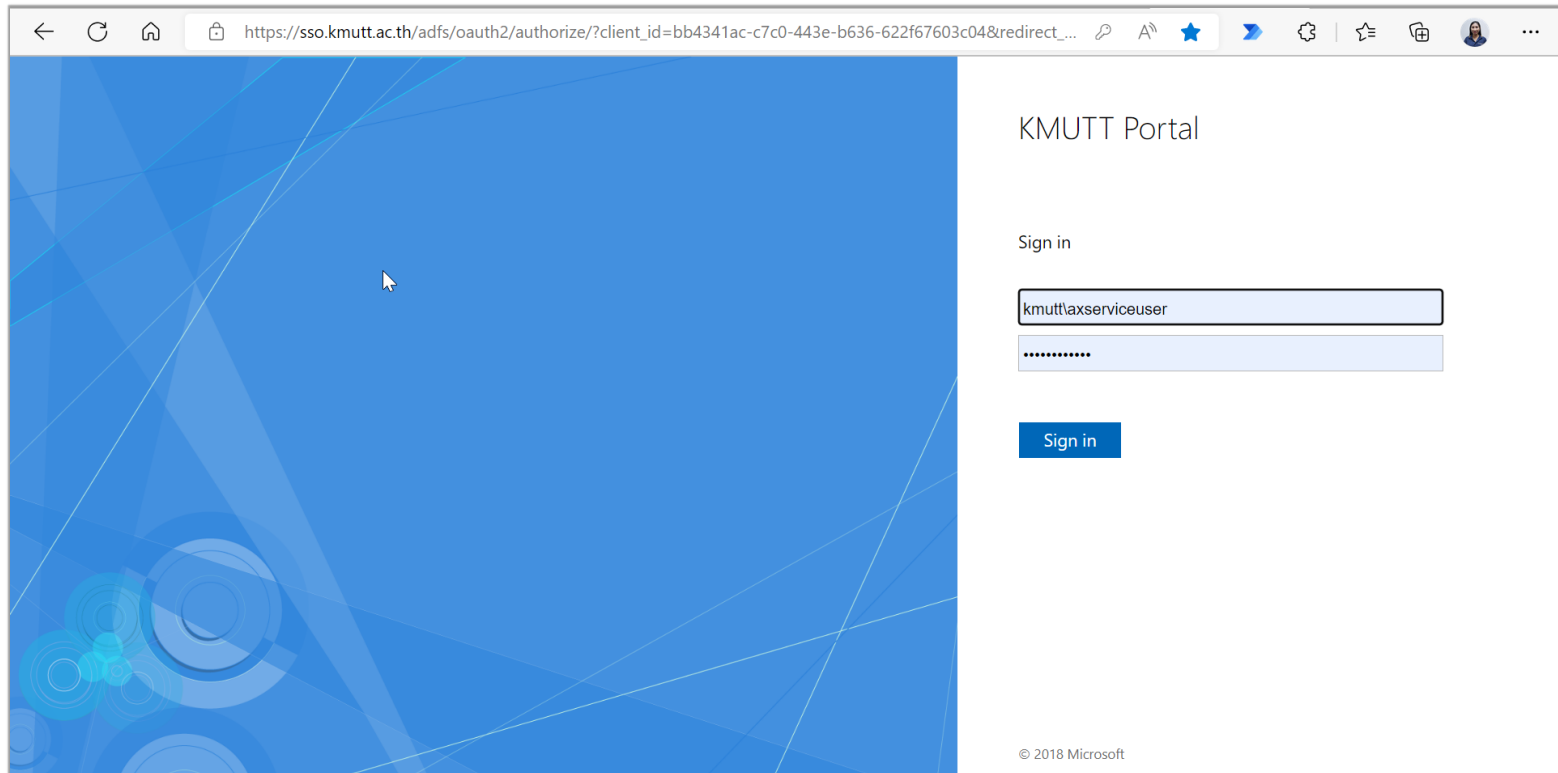 https://sso.kmutt.ac.th/adfs/oauth2/authorize/?client_id=bb4341ac-c7c0-443e-b636-622f67603c04&redirect_...
KMUTT Portal
Sign in
kmutt\axserviceuser
••••••••••••
Sign in
© 2018 Microsoft